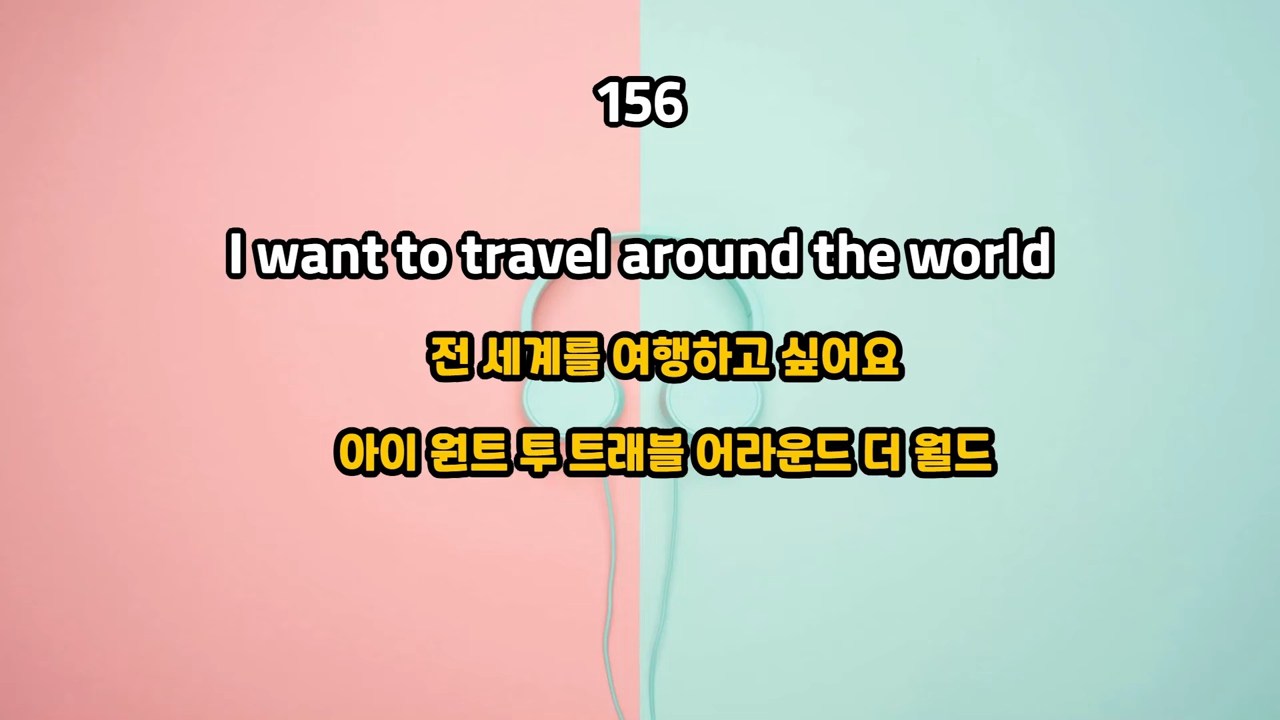 156
I want to travel around the world
전 세계를 여행하고 싶어요
아이 원트 투 트래블 어라운드 더 월드